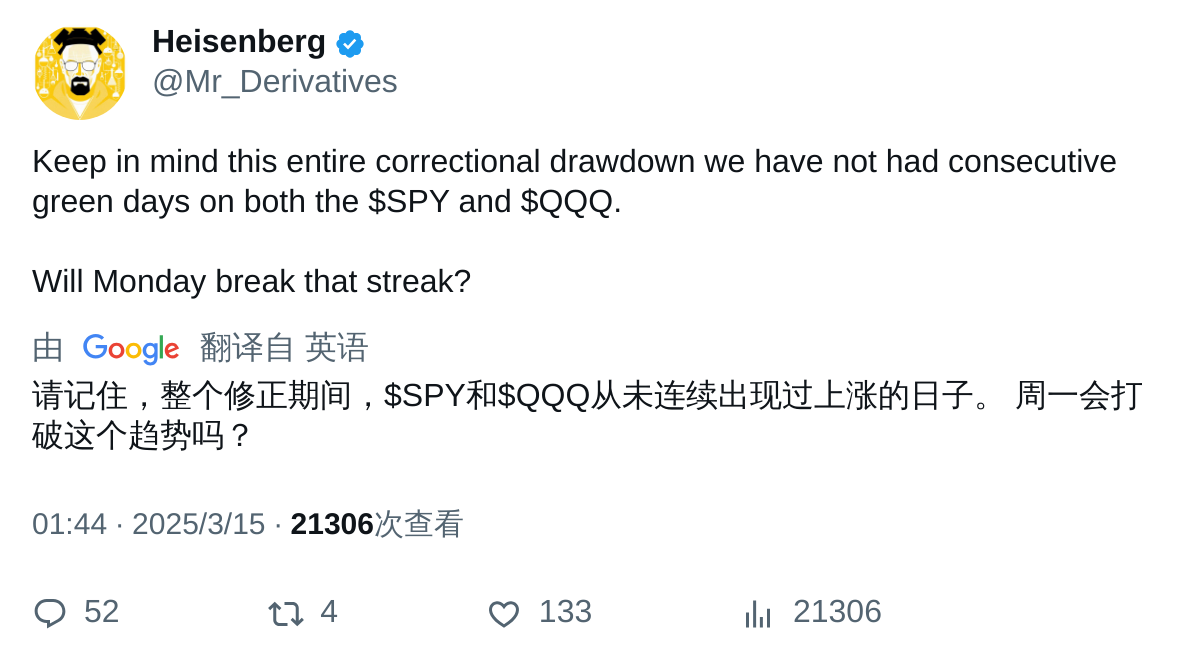 Heisenberg
@Mr_Derivatives
Keep in mind this entire correctional drawdown we have not had consecutive
green days on both the $SPY and $QQQ.
Will Monday break that streak?
由 Google 翻译自 英语
请记住，整个修正期间，$SPY和$QQQ从未连续出现过上涨的日子。 周一会打
破这个趋势吗？
01:44 · 2025/3/15 · 21306次查看
52 4 133 21306